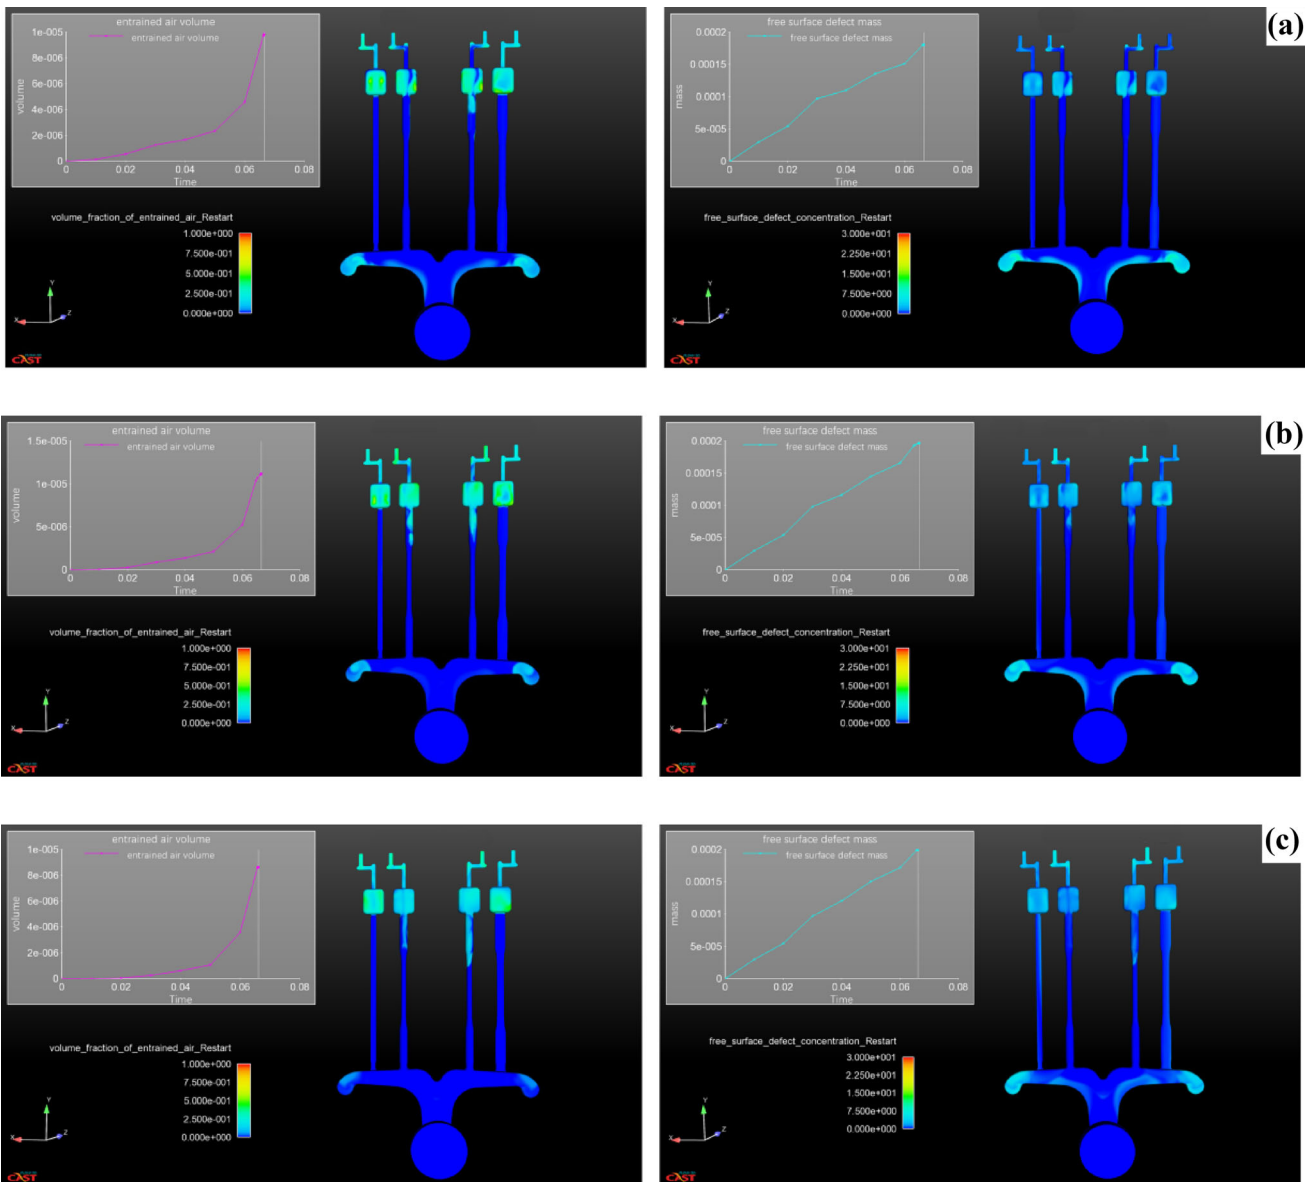 (a)
entrained air volume
entrained air volume
1e-005
8e-006
6e-006
4e-006
2e-006
0
volume
0 0.02 0.04 0.06 0.08
Time
volume_fraction_of_entrained_air_Restart
1.000e+000
7.500e-001
5.000e-001
2.500e-001
0.000e+000
Y
X
Z
CAST
free surface defect mass
free surface defect mass
0.0002
0.00015
0.0001
5e-005
0
mass
0 0.02 0.04 0.06 0.08
Time
free_surface_defect_concentration_Restart
3.000e+001
2.250e+001
1.500e+001
7.500e+000
0.000e+000
Y
X
Z
CAST
(b)
entrained air volume
entrained air volume
1.5e-005
1e-005
5e-006
0
volume
0 0.02 0.04 0.06 0.08
Time
volume_fraction_of_entrained_air_Restart
1.000e+000
7.500e-001
5.000e-001
2.500e-001
0.000e+000
Y
X
Z
CAST
free surface defect mass
free surface defect mass
0.0002
0.00015
0.0001
5e-005
0
mass
0 0.02 0.04 0.06 0.08
Time
free_surface_defect_concentration_Restart
3.000e+001
2.250e+001
1.500e+001
7.500e+000
0.000e+000
Y
X
Z
CAST
(c)
entrained air volume
entrained air volume
1e-005
8e-006
6e-006
4e-006
2e-006
0
volume
0 0.02 0.04 0.06 0.08
Time
volume_fraction_of_entrained_air_Restart
1.000e+000
7.500e-001
5.000e-001
2.500e-001
0.000e+000
Y
X
Z
CAST
free surface defect mass
free surface defect mass
0.0002
0.00015
0.0001
5e-005
0
mass
0 0.02 0.04 0.06 0.08
Time
free_surface_defect_concentration_Restart
3.000e+001
2.250e+001
1.500e+001
7.500e+000
0.000e+000
Y
X
Z
CAST